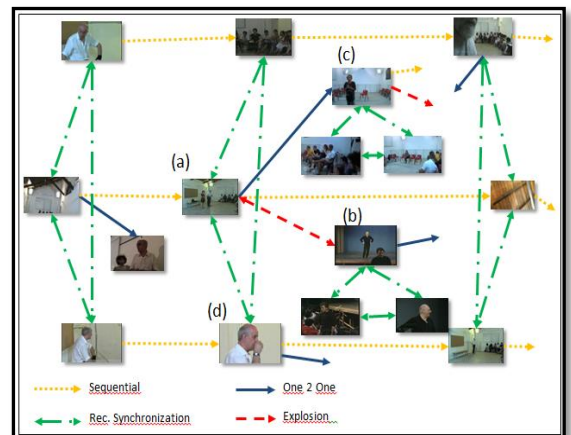 (c)
(a)
(b)
(d)
Sequential One 2 One
Rec. Synchronization Explosion